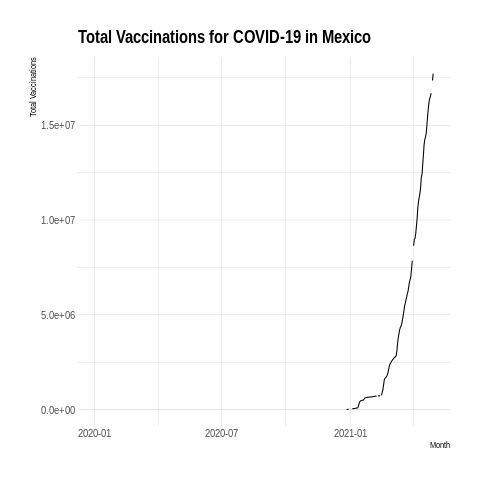 Total Vaccinations for COVID-19 in Mexico
Total Vaccinations
1.5e+07
1.0e+07
5.0e+06
0.0e+00
2020-01 2020-07 2021-01
Month